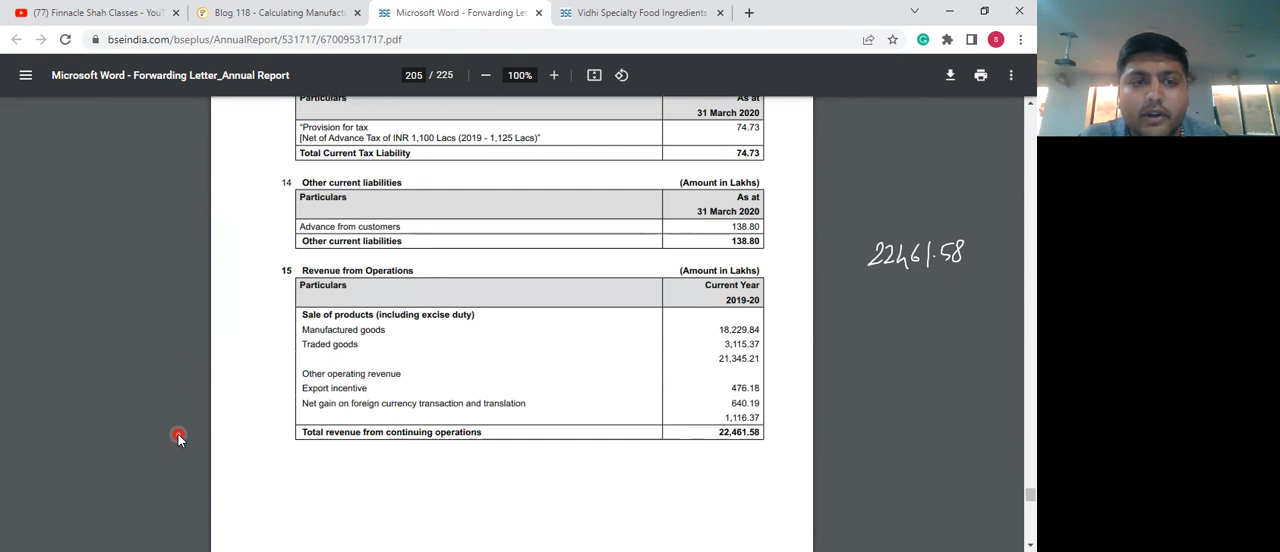 (77) Finnacle Shah Classes - YouT
Blog 118 - Calculating Manufact
Microsoft Word - Forwarding Let
Vidhi Specialty Food Ingredients
bseindia.com/bseplus/AnnualReport/531717/67009531717.pdf
S
Microsoft Word - Forwarding Letter_Annual Report
205 / 225
100%
Particulars As at
31 March 2020
"Provision for tax 74.73
[Net of Advance Tax of INR 1,100 Lacs (2019 - 1,125 Lacs)"
Total Current Tax Liability 74.73
14 Other current liabilities (Amount in Lakhs)
Particulars As at
31 March 2020
Advance from customers 138.80
Other current liabilities 138.80
22461.58
15 Revenue from Operations (Amount in Lakhs)
Particulars Current Year
2019-20
Sale of products (including excise duty)
Manufactured goods 18,229.84
Traded goods 3,115.37
21,345.21
Other operating revenue
Export incentive 476.18
Net gain on foreign currency transaction and translation 640.19
1,116.37
Total revenue from continuing operations 22,461.58